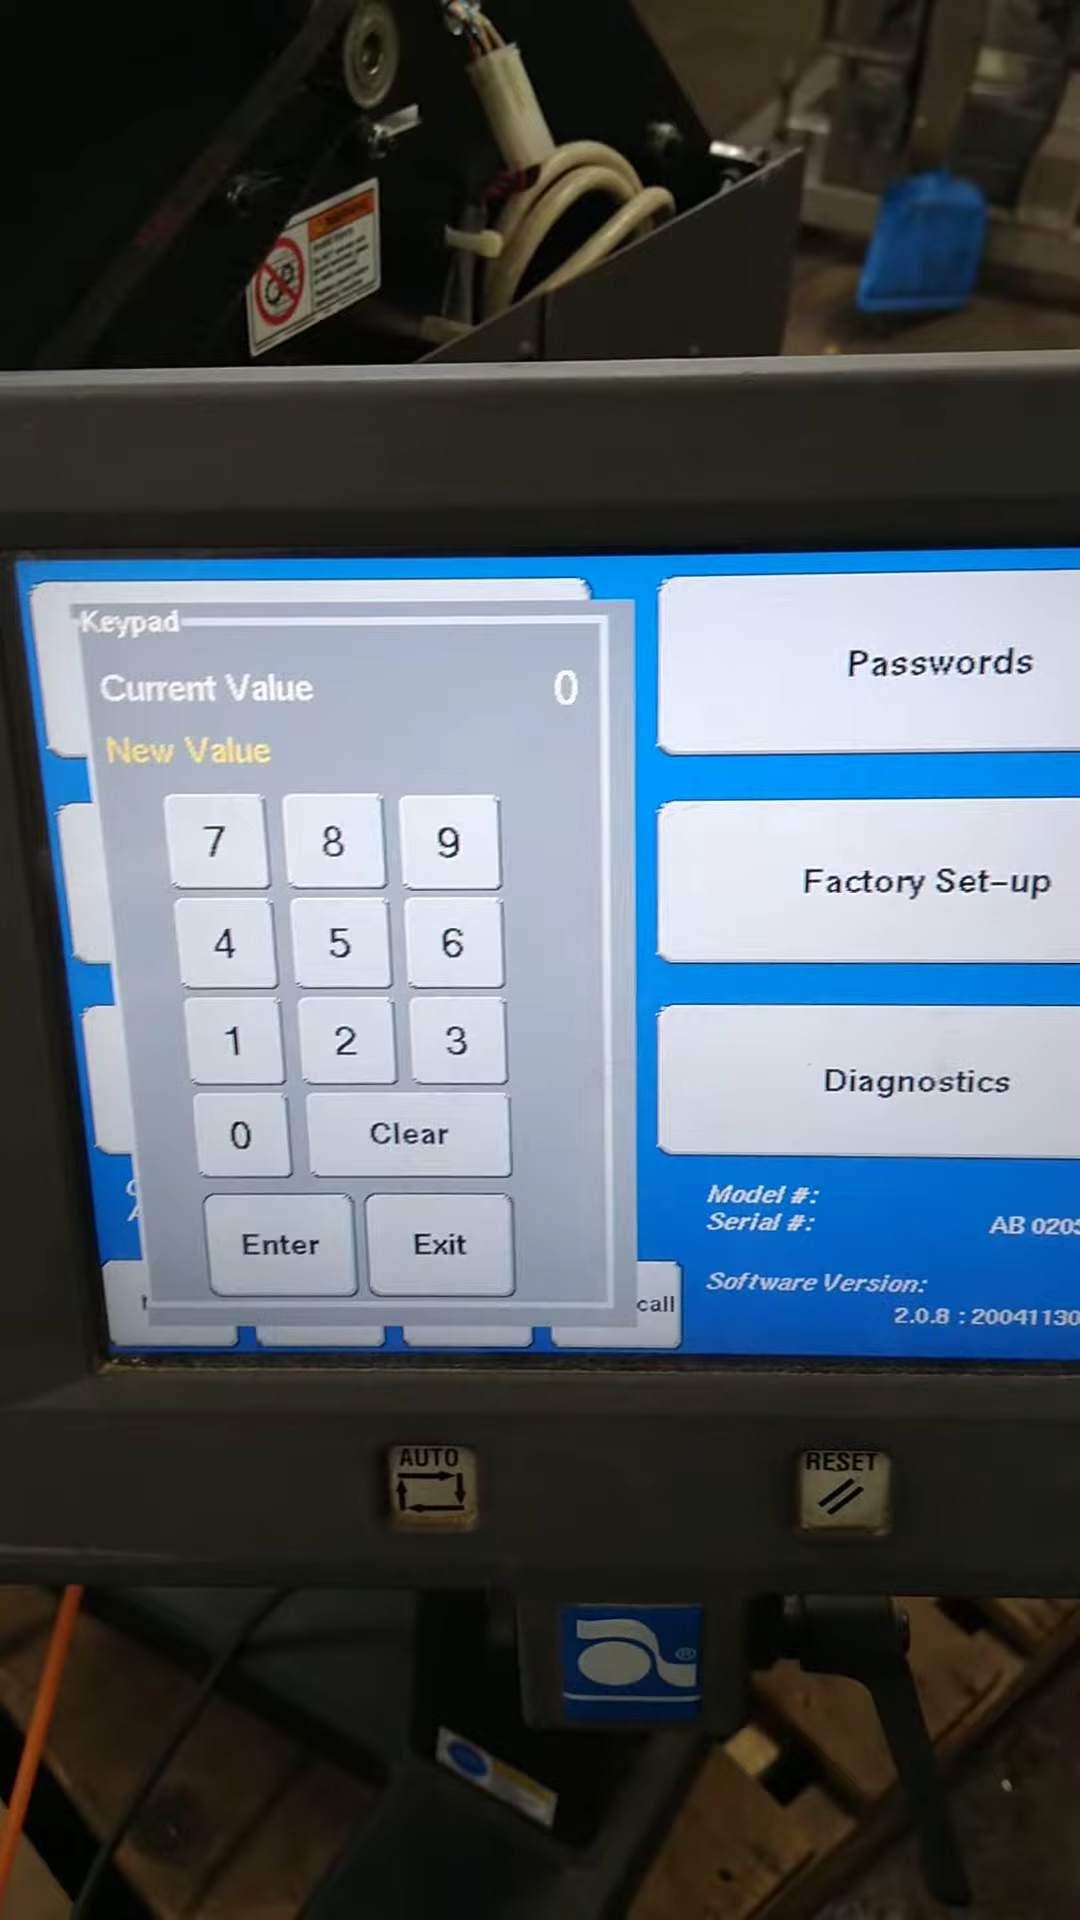 Keypad
Current Value 0
New Value
7 8 9
4 5 6
1 2 3
0 Clear
Enter Exit
Passwords
Factory Set-up
Diagnostics
Model #:
Serial #: AB 020
Software Version:
2.0.8 : 20041130
call
AUTO
RESET
®